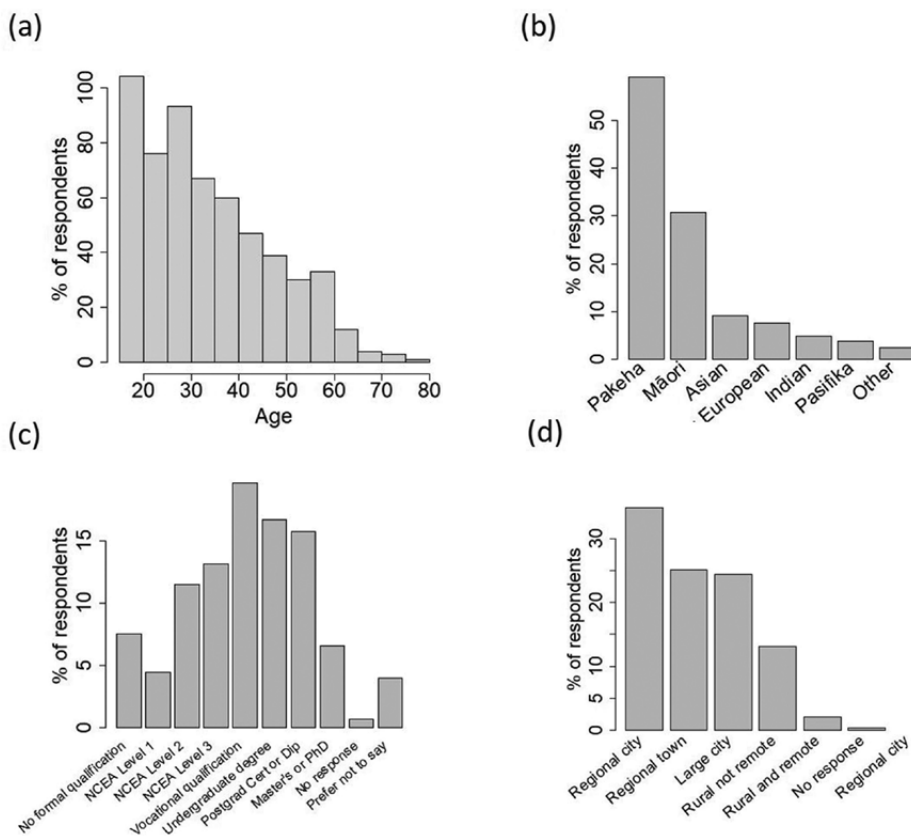 (a)
% of respondents
0
20
40
60
80
100
20 30 40 50 60 70 80
Age
(b)
% of respondents
0
10
20
30
50
Pakeha
Māori
Asian
European
Indian
Pasifika
Other
(c)
% of respondents
0
5
10
15
No formal qualification
NCEA Level 1
NCEA Level 2
NCEA Level 3
Vocational qualification
Undergraduate degree
Postgrad Cert or Dip
Master's or PhD
No response
Prefer not to say
(d)
% of respondents
0
5
10
20
30
Regional city
Regional town
Large city
Rural not remote
Rural and remote
No response
Regional city